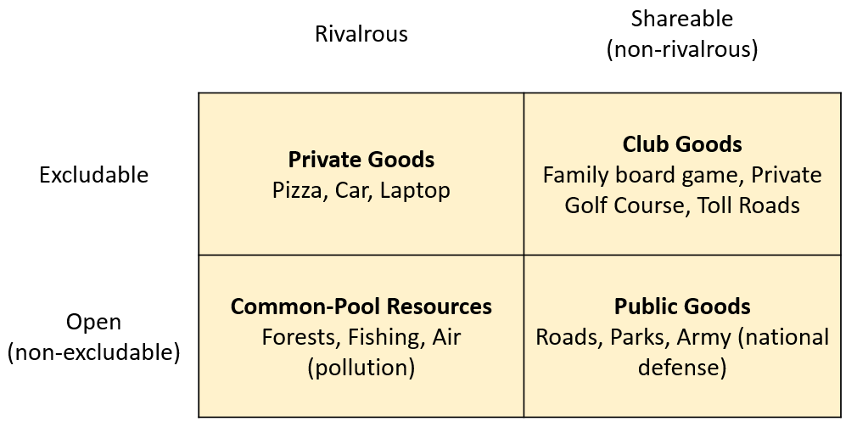 Rivalrous
Shareable
(non-rivalrous)
Excludable
Private Goods
Pizza, Car, Laptop
Club Goods
Family board game, Private
Golf Course, Toll Roads
Open
(non-excludable)
Common-Pool Resources
Forests, Fishing, Air
(pollution)
Public Goods
Roads, Parks, Army (national
defense)